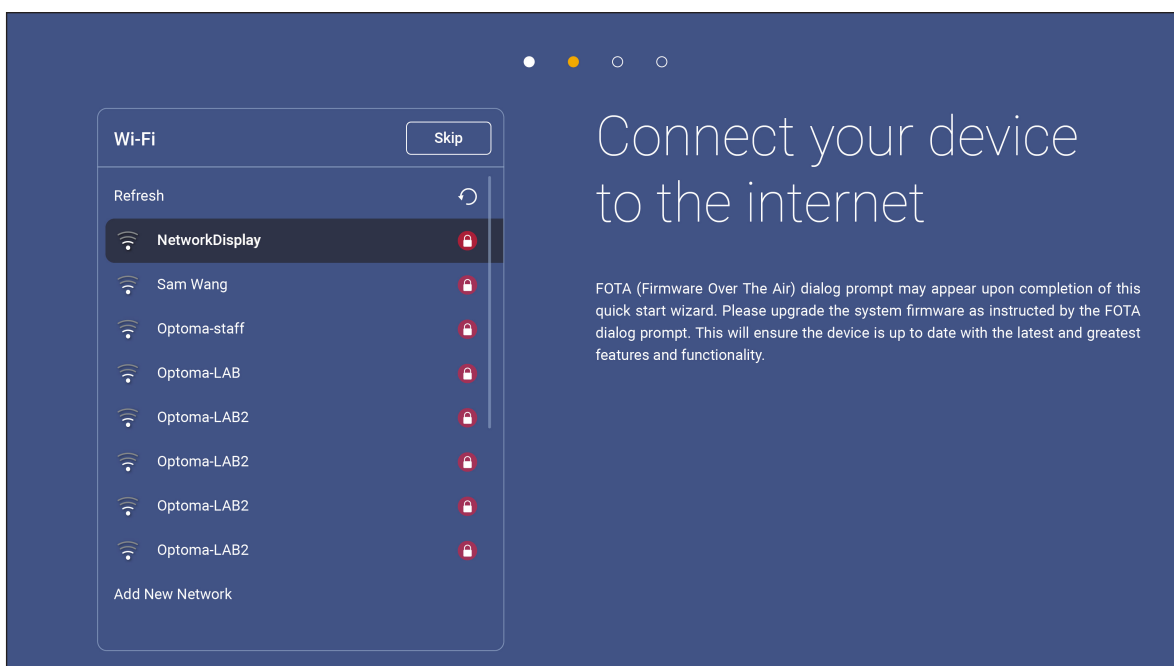 Wi-Fi
Skip
Refresh
NetworkDisplay
Sam Wang
Optoma-staff
Optoma-LAB
Optoma-LAB2
Optoma-LAB2
Optoma-LAB2
Optoma-LAB2
Add New Network
Connect your device
to the internet
FOTA (Firmware Over The Air) dialog prompt may appear upon completion of this
quick start wizard. Please upgrade the system firmware as instructed by the FOTA
dialog prompt. This will ensure the device is up to date with the latest and greatest
features and functionality.